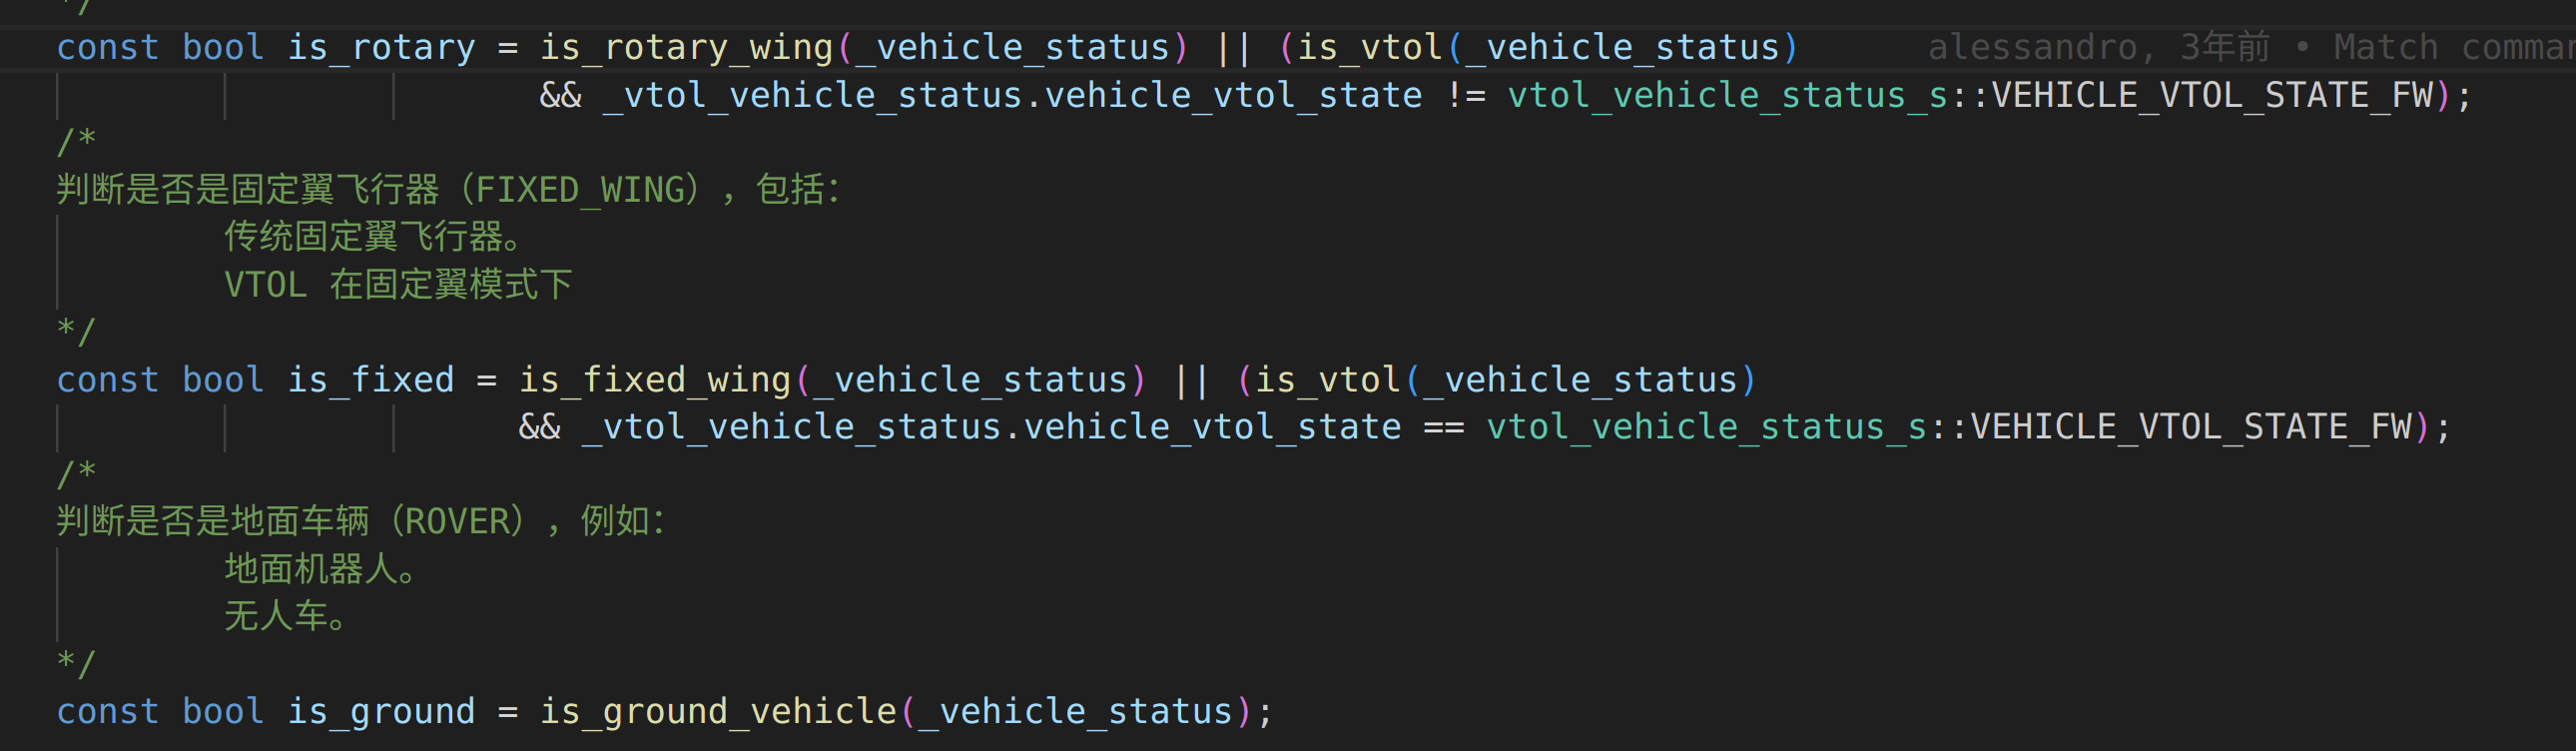 */
const bool is_rotary = is_rotary_wing(_vehicle_status) || (is_vtol(_vehicle_status) alessandro, 3年前 • Match comman
&& _vtol_vehicle_status.vehicle_vtol_state != vtol_vehicle_status_s::VEHICLE_VTOL_STATE_FW);
/*
判断是否是固定翼飞行器（FIXED_WING），包括：
传统固定翼飞行器。
VTOL 在固定翼模式下
*/
const bool is_fixed = is_fixed_wing(_vehicle_status) || (is_vtol(_vehicle_status)
&& _vtol_vehicle_status.vehicle_vtol_state == vtol_vehicle_status_s::VEHICLE_VTOL_STATE_FW);
/*
判断是否是地面车辆（ROVER），例如：
地面机器人。
无人车。
*/
const bool is_ground = is_ground_vehicle(_vehicle_status);